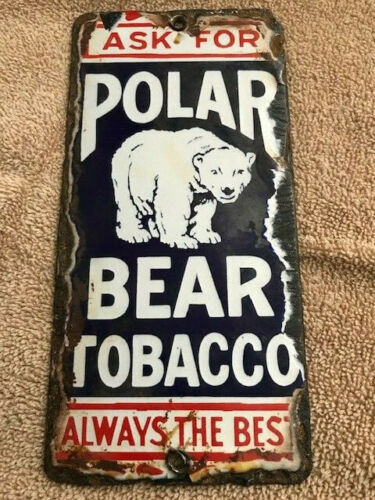 ASK FOR
POLAR
BEAR
TOBACCO
ALWAYS THE BES